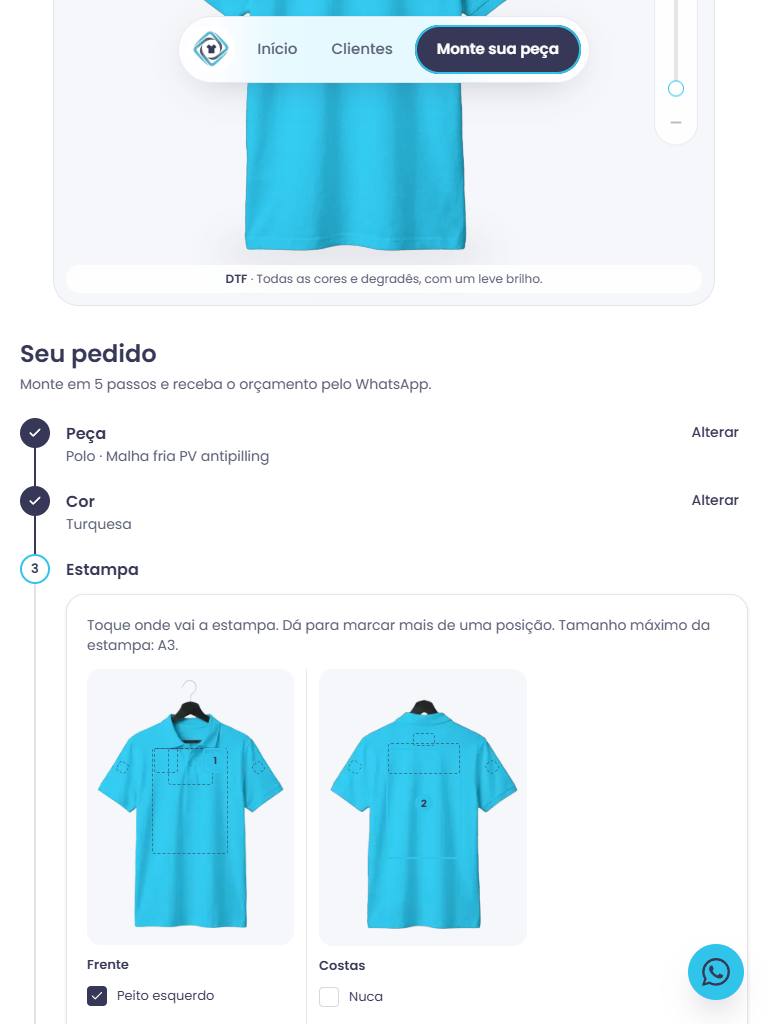 Início
Clientes
Monte sua peça
DTF · Todas as cores e degradês, com um leve brilho.
Seu pedido
Monte em 5 passos e receba o orçamento pelo WhatsApp.
Peça
Alterar
Polo · Malha fria PV antipilling
Cor
Alterar
Turquesa
3
Estampa
Toque onde vai a estampa. Dá para marcar mais de uma posição. Tamanho máximo da
estampa: A3.
1
2
Frente
Costas
Peito esquerdo
Nuca